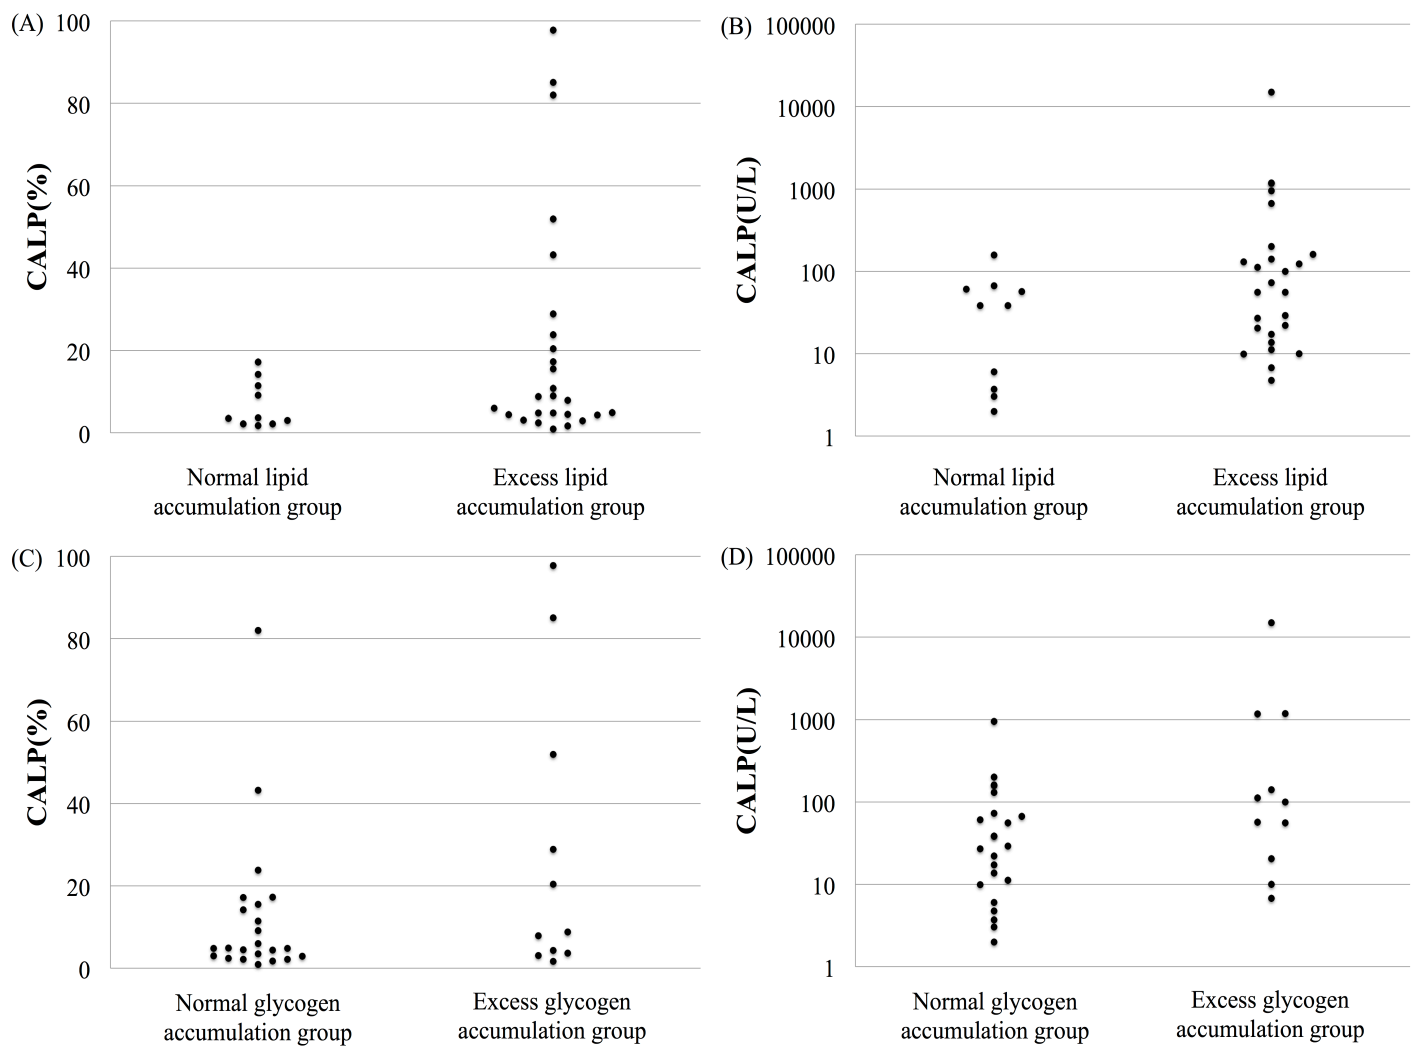 (A)
100
80
60
40
20
0
CALP(%)
Normal lipid
accumulation group
Excess lipid
accumulation group
(B)
100000
10000
1000
100
10
1
CALP(U/L)
Normal lipid
accumulation group
Excess lipid
accumulation group
(C)
100
80
60
40
20
0
CALP(%)
Normal glycogen
accumulation group
Excess glycogen
accumulation group
(D)
100000
10000
1000
100
10
1
CALP(U/L)
Normal glycogen
accumulation group
Excess glycogen
accumulation group